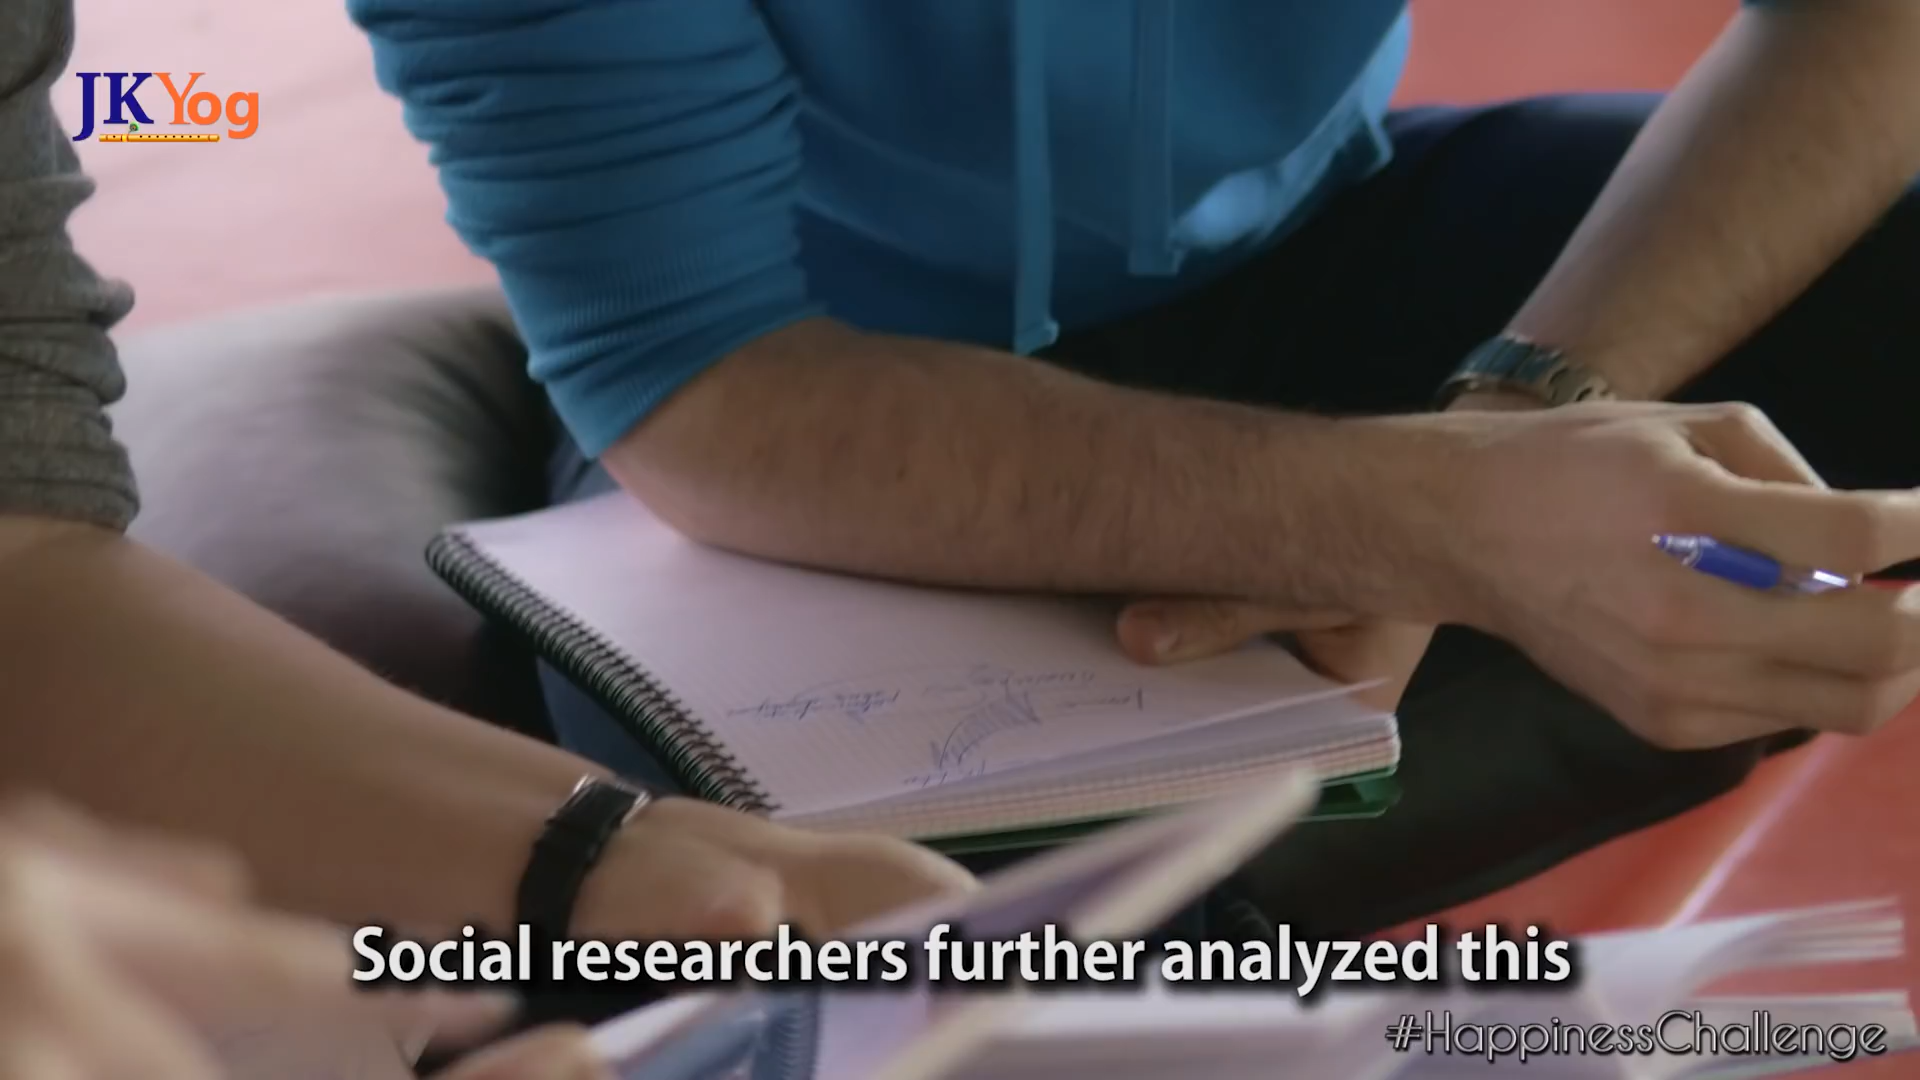 JKYog
Social researchers further analyzed this
#HappinessChallenge